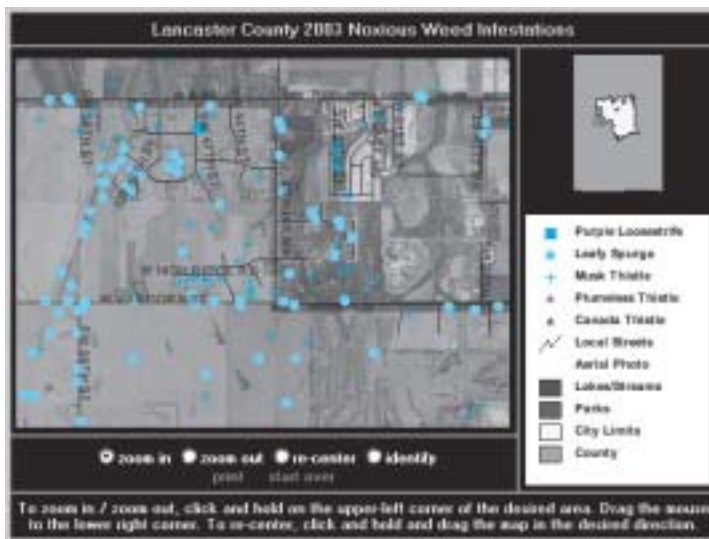 Lancaster County 2003 Noxious Weed Infestations
Purple Loosestrife
Leafy Spurge
Musk Thistle
Plumeless Thistle
Canada Thistle
Local Streets
Aerial Photo
Lakes/Streams
Parks
City Limits
County
zoom in zoom out re-center identify
print start over
To zoom in / zoom out, click and hold on the upper-left corner of the desired area. Drag the mouse
to the lower right corner. To re-center, click and hold and drag the map in the desired direction.